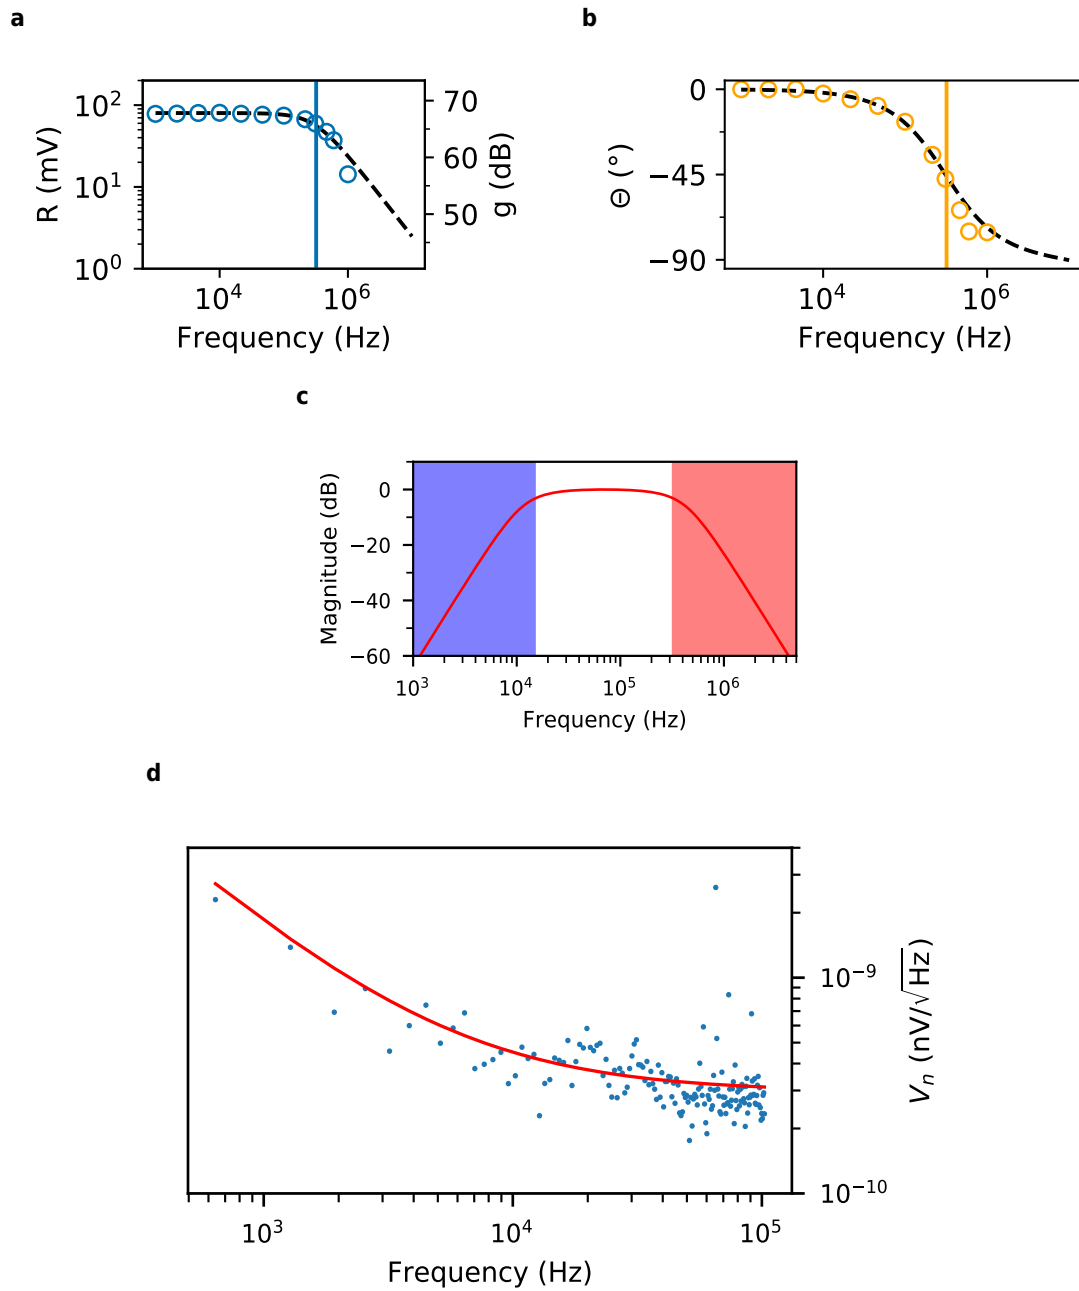 a
b
R (mV)
10²
10¹
10⁰
70
60
50
g (dB)
10⁴
10⁶
Frequency (Hz)
Θ (°)
0
−45
−90
10⁴
10⁶
Frequency (Hz)
c
Magnitude (dB)
0
−20
−40
−60
10³
10⁴
10⁵
10⁶
Frequency (Hz)
d
10⁻⁹
10⁻¹⁰
Vₙ (nV/√Hz)
10³
10⁴
10⁵
Frequency (Hz)